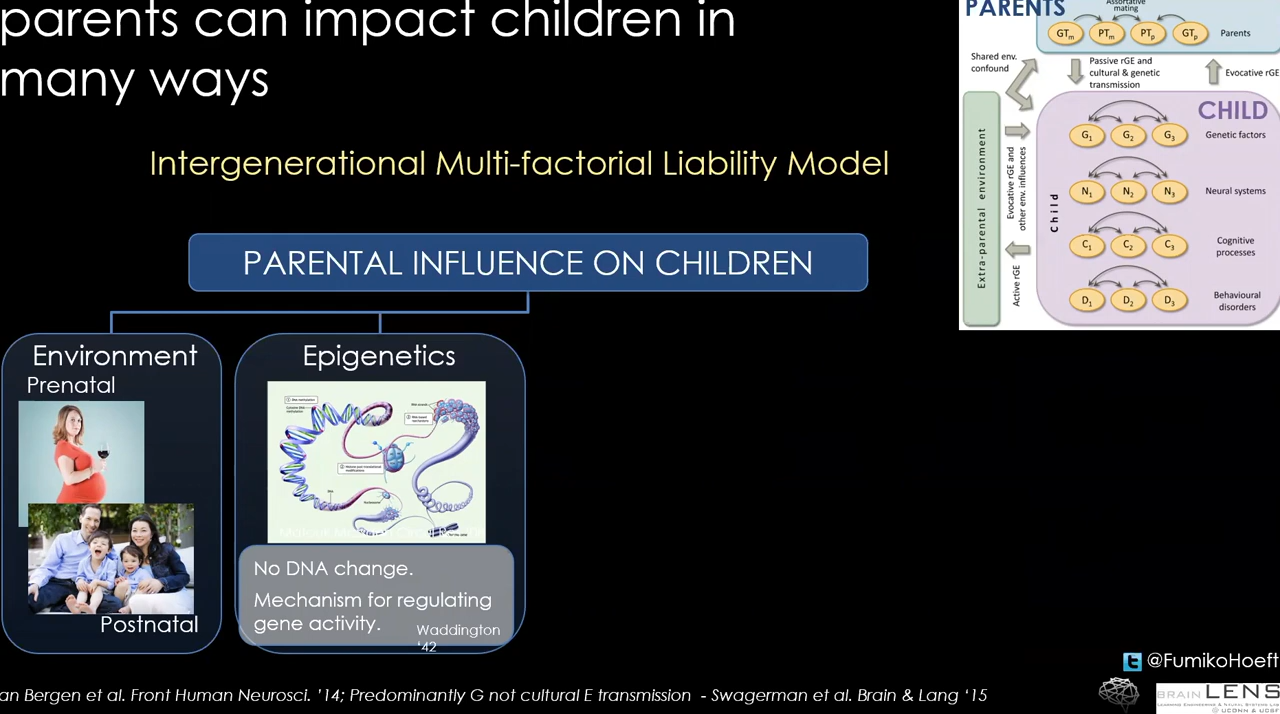 parents can impact children in
many ways
Intergenerational Multi-factorial Liability Model
PARENTAL INFLUENCE ON CHILDREN
Environment
Prenatal
Postnatal
Epigenetics
No DNA change.
Mechanism for regulating
gene activity.
Waddington
'42
PARENTS
Assortative
mating
GTm PTm PTp GTp Parents
Shared env.
confound
Passive rGE and
cultural & genetic
transmission
Evocative rGE
CHILD
G1 G2 G3 Genetic factors
N1 N2 N3 Neural systems
C1 C2 C3 Cognitive
processes
D1 D2 D3 Behavioural
disorders
Child
Extra-parental environment
Evocative rGE and
other env. influences
Active rGE
@FumikoHoeft
an Bergen et al. Front Human Neurosci. '14; Predominantly G not cultural E transmission - Swagerman et al. Brain & Lang '15
BRAIN LENS
@ UCONN & UCSF